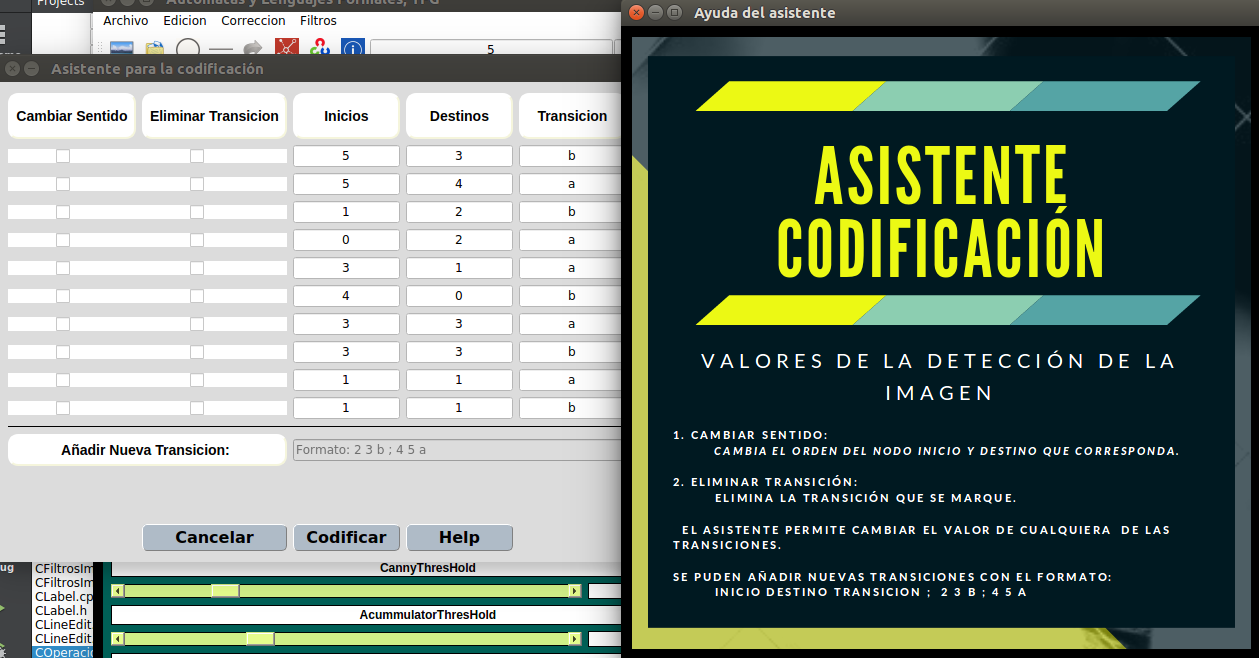 Projects
Automatas y Lenguajes Formales, TFG
Archivo Edicion Correccion Filtros
5
Asistente para la codificación
Cambiar Sentido Eliminar Transicion Inicios Destinos Transicion
5 3 b
5 4 a
1 2 b
0 2 a
3 1 a
4 0 b
3 3 a
3 3 b
1 1 a
1 1 b
Añadir Nueva Transicion: Formato: 2 3 b ; 4 5 a
Cancelar Codificar Help
ug
CFiltrosIm
CFiltrosIm
CLabel.cp
CLabel.h
CLineEdit
CLineEdit
COperacio
CannyThresHold
AcummulatorThresHold
Ayuda del asistente
ASISTENTE
CODIFICACIÓN
VALORES DE LA DETECCIÓN DE LA
IMAGEN
1. CAMBIAR SENTIDO:
CAMBIA EL ORDEN DEL NODO INICIO Y DESTINO QUE CORRESPONDA.
2. ELIMINAR TRANSICIÓN:
ELIMINA LA TRANSICIÓN QUE SE MARQUE.
EL ASISTENTE PERMITE CAMBIAR EL VALOR DE CUALQUIERA DE LAS
TRANSICIONES.
SE PUDEN AÑADIR NUEVAS TRANSICIONES CON EL FORMATO:
INICIO DESTINO TRANSICION ; 2 3 B ; 4 5 A